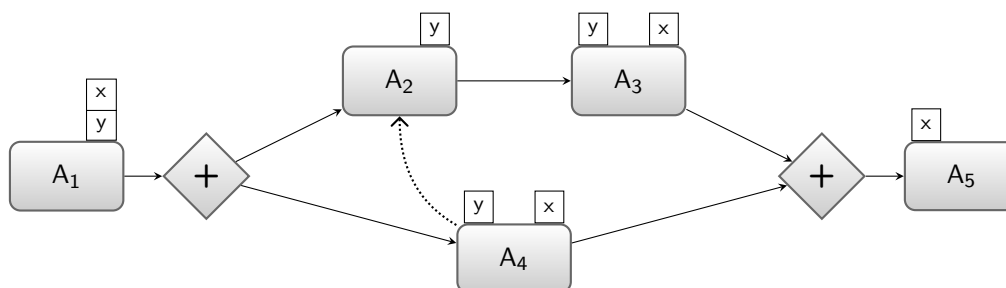 y
y x
A₂ A₃
x
y
x
A₁ + + A₅
y x
A₄